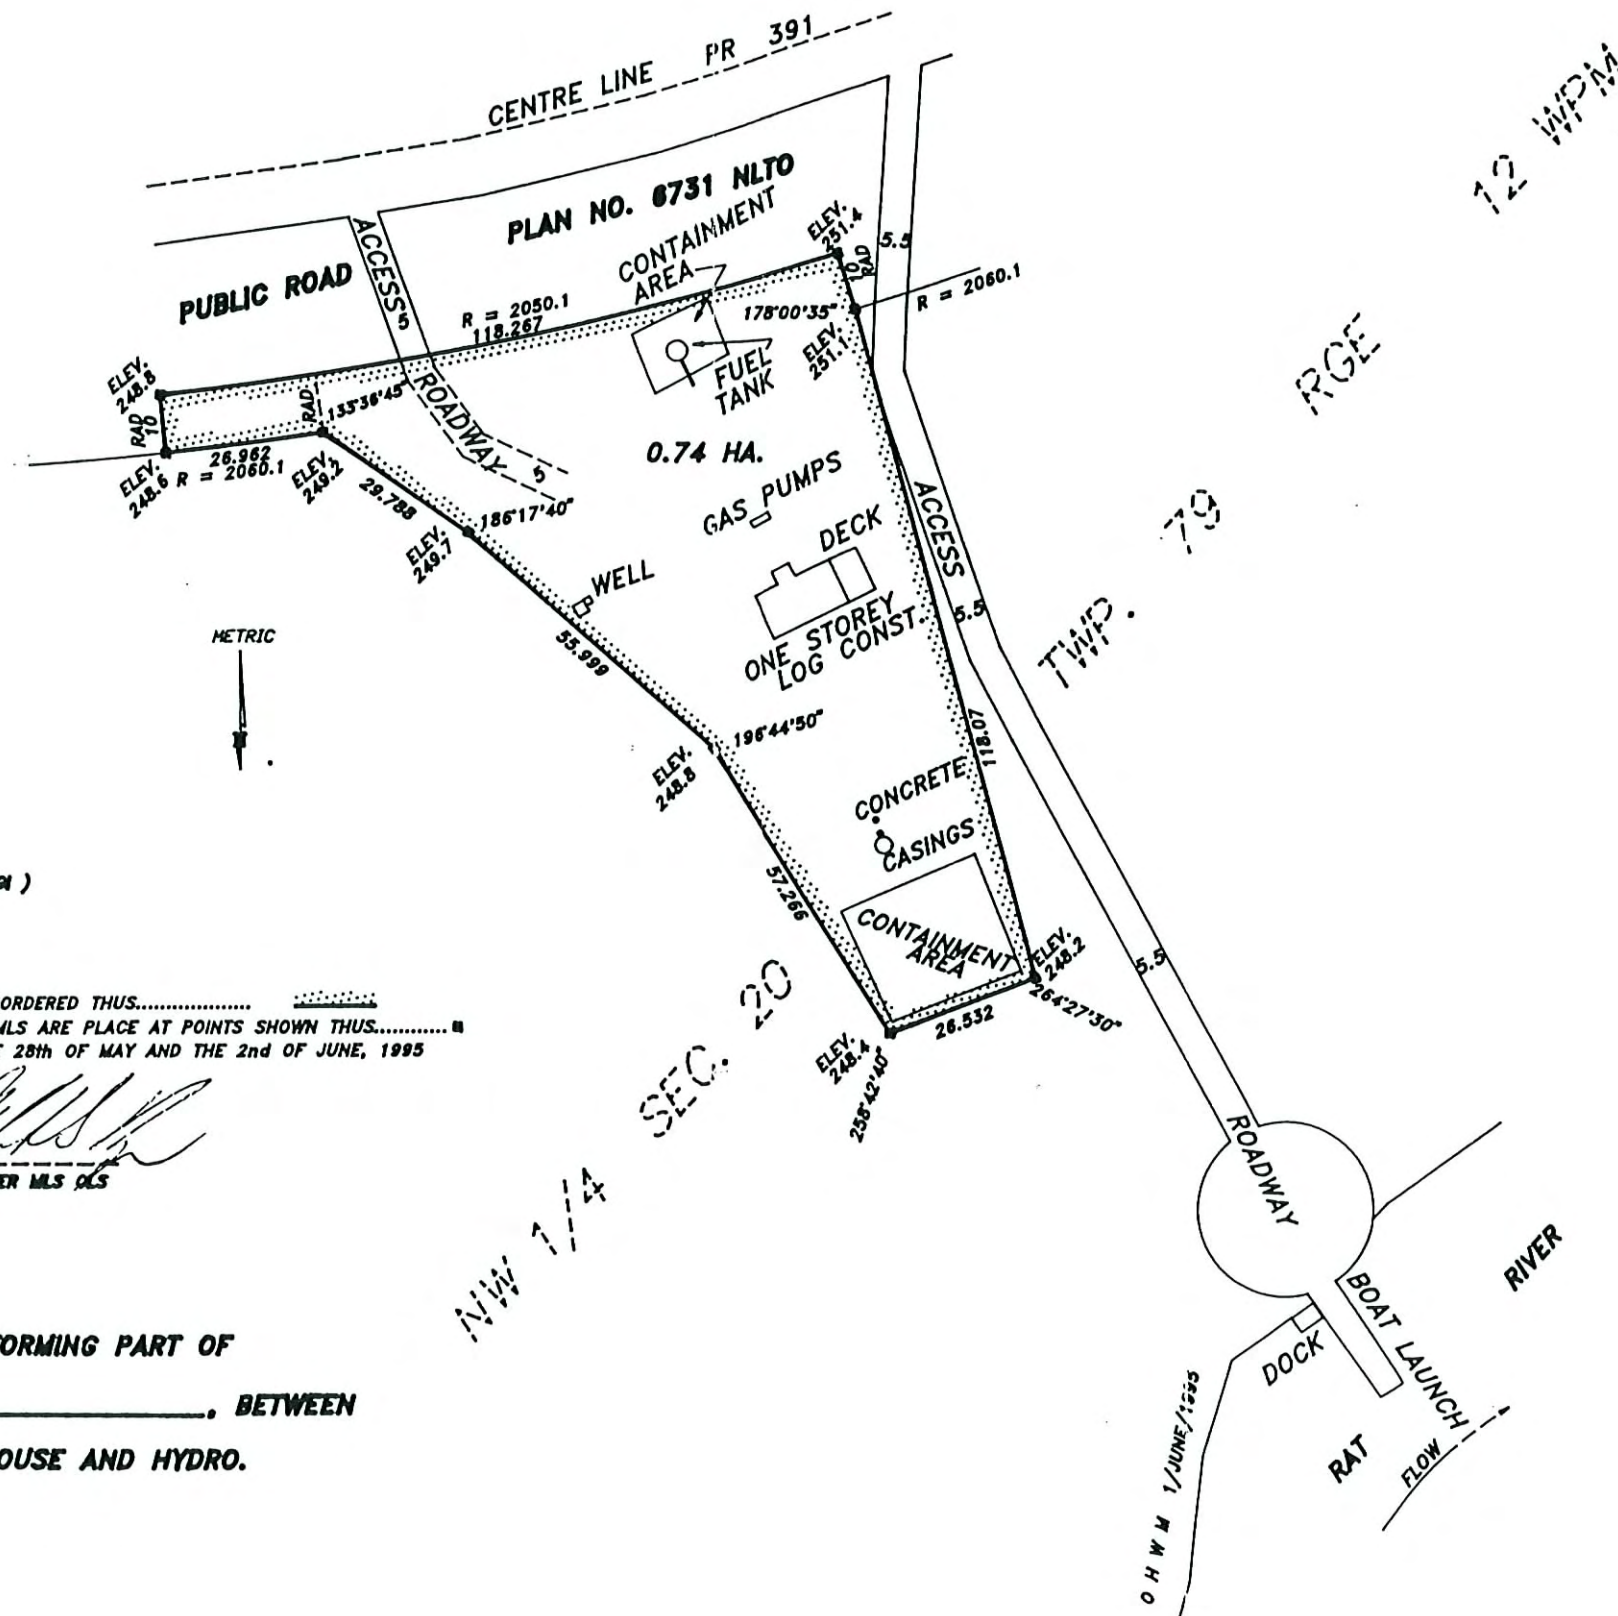 CENTRE LINE PR 391
12 WPM
PLAN NO. 6731 NLTO
PUBLIC ROAD
ACCESS
5
ROADWAY
5
CONTAINMENT
AREA
ELEV.
251.4
10
RAD
5.5
R = 2060.1
R = 2050.1
118.267
178°00'35"
ELEV.
251.1
FUEL
TANK
RGE
ELEV.
248.8
RAD
10
RAD
133°36'45"
26.962
R = 2060.1
ELEV.
248.6
ELEV.
249.2
29.788
0.74 HA.
GAS PUMPS
DECK
ACCESS
79
186°17'40"
ELEV.
249.7
WELL
ONE STOREY
LOG CONST.
5.5
TWP.
METRIC
N
55.999
196°44'50"
118.07
ELEV.
248.8
CONCRETE
CASINGS
57.266
CONTAINMENT
AREA
ELEV.
248.2
264°27'30"
5.5
26.532
ELEV.
248.4
258°42'40"
SEC. 20
NW 1/4
ORDERED THUS
MLS ARE PLACE AT POINTS SHOWN THUS
28th OF MAY AND THE 2nd OF JUNE, 1995
ER MLS OLS
ROADWAY
RIVER
BOAT LAUNCH
DOCK
RAT
FLOW
OHWM 1/JUNE/1995
FORMING PART OF
, BETWEEN
OUSE AND HYDRO.